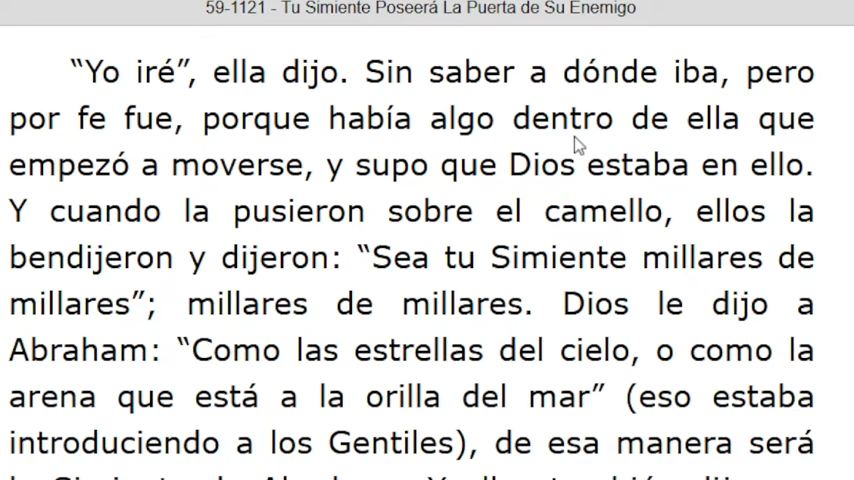 59-1121 - Tu Simiente Poseerá La Puerta de Su Enemigo
“Yo iré”, ella dijo. Sin saber a dónde iba, pero
por fe fue, porque había algo dentro de ella que
empezó a moverse, y supo que Dios estaba en ello.
Y cuando la pusieron sobre el camello, ellos la
bendijeron y dijeron: “Sea tu Simiente millares de
millares”; millares de millares. Dios le dijo a
Abraham: “Como las estrellas del cielo, o como la
arena que está a la orilla del mar” (eso estaba
introduciendo a los Gentiles), de esa manera será